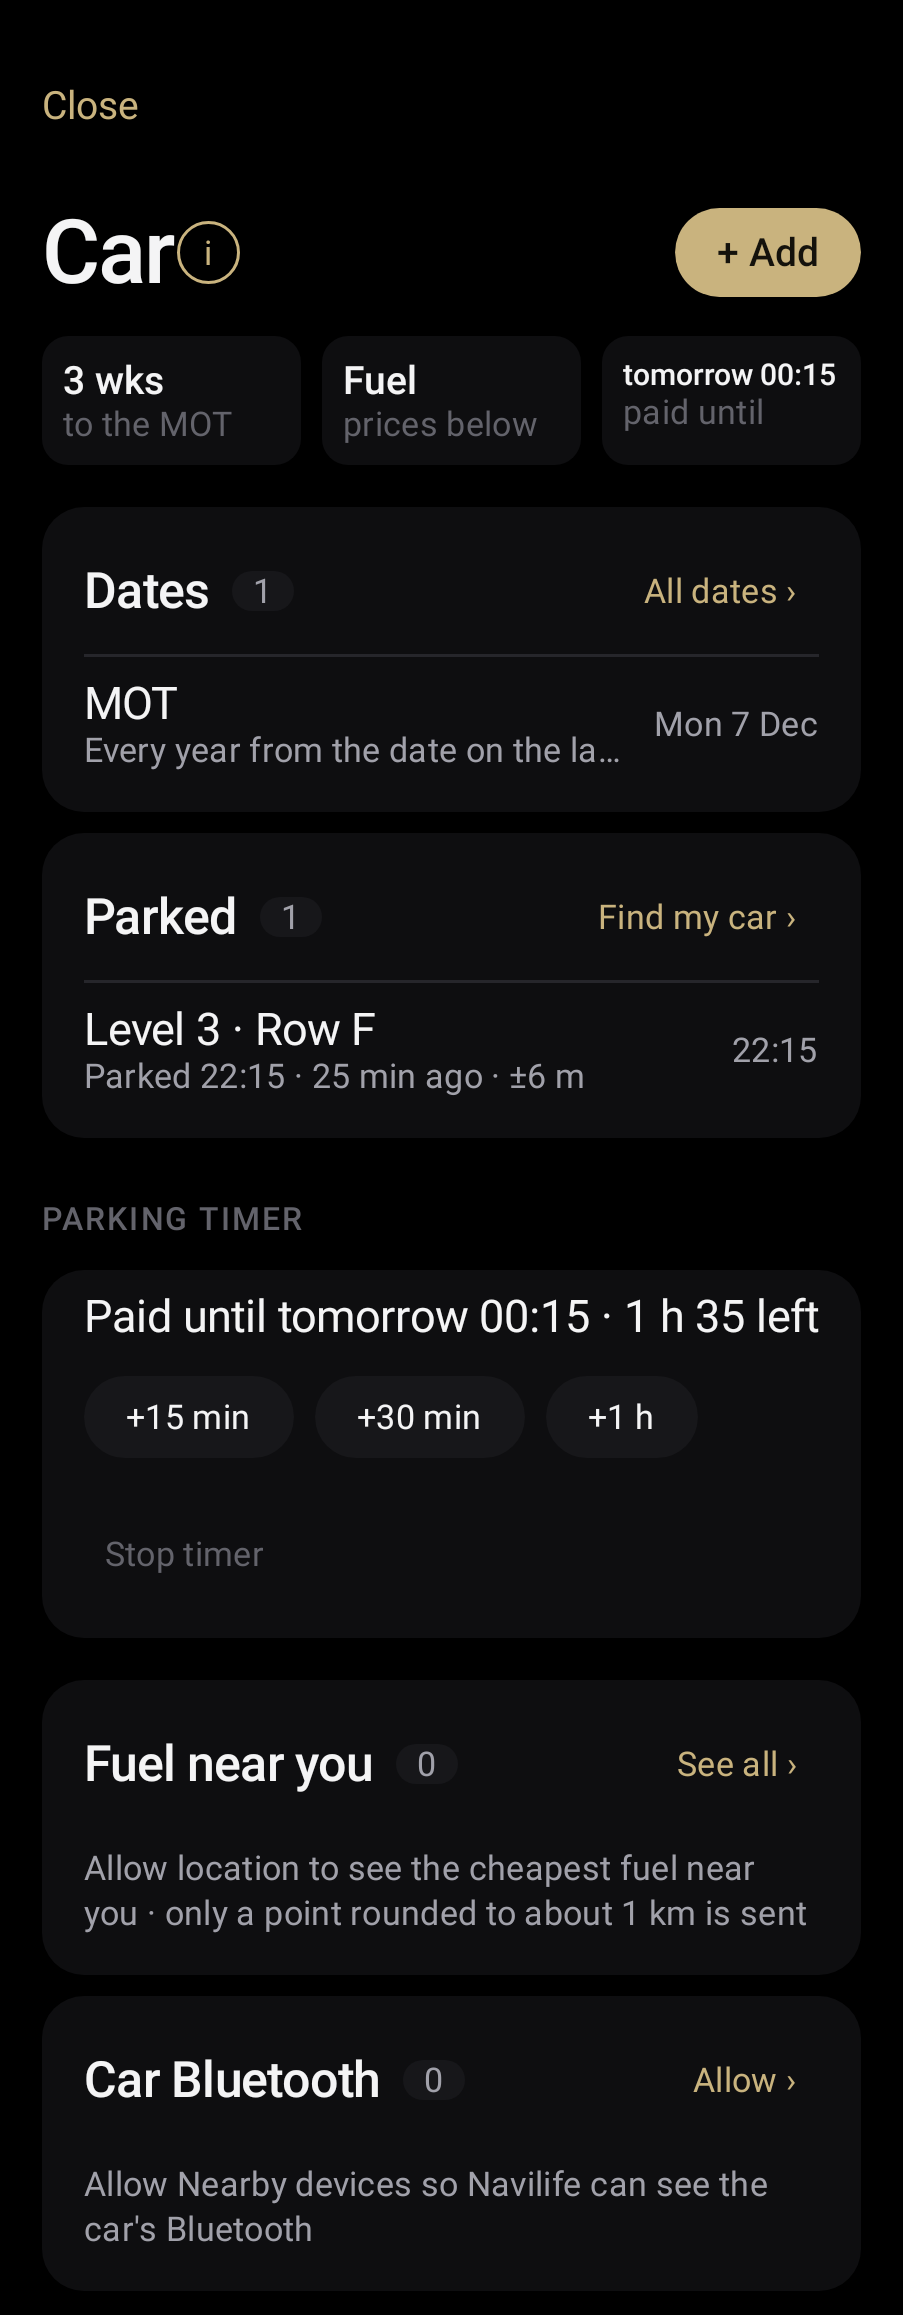 Close
Car i
+ Add
3 wks
to the MOT
Fuel
prices below
tomorrow 00:15
paid until
Dates 1
All dates ›
MOT
Every year from the date on the la…
Mon 7 Dec
Parked 1
Find my car ›
Level 3 · Row F
Parked 22:15 · 25 min ago · ±6 m
22:15
PARKING TIMER
Paid until tomorrow 00:15 · 1 h 35 left
+15 min
+30 min
+1 h
Stop timer
Fuel near you 0
See all ›
Allow location to see the cheapest fuel near
you · only a point rounded to about 1 km is sent
Car Bluetooth 0
Allow ›
Allow Nearby devices so Navilife can see the
car's Bluetooth